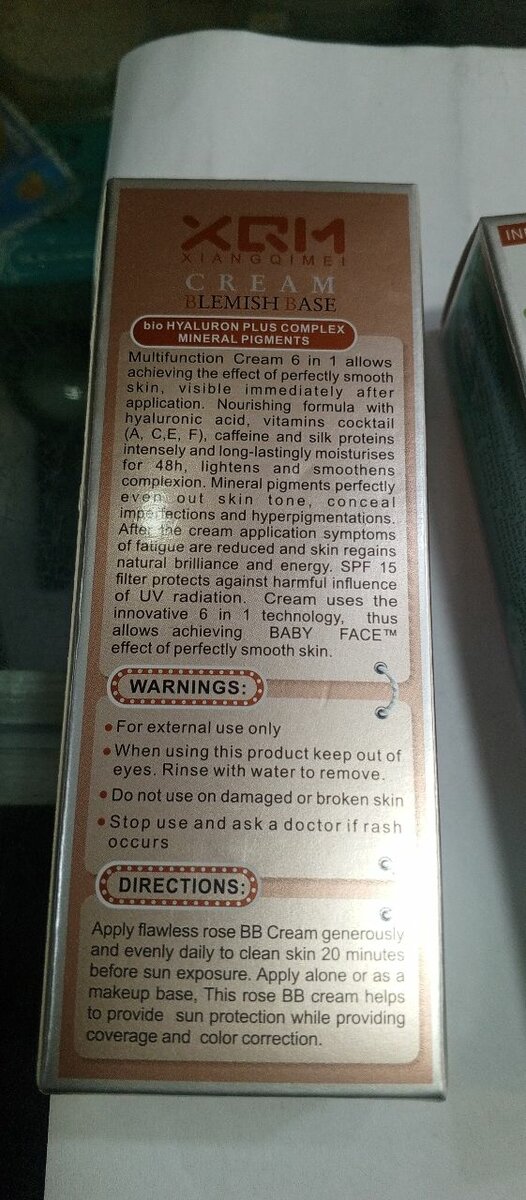 XQM
XIANGQIMEI
CREAM
BLEMISH BASE
bio HYALURON PLUS COMPLEX
MINERAL PIGMENTS
Multifunction Cream 6 in 1 allows
achieving the effect of perfectly smooth
skin, visible immediately after
application. Nourishing formula with
hyaluronic acid, vitamins cocktail
(A, C,E, F), caffeine and silk proteins
intensely and long-lastingly moisturises
for 48h, lightens and smoothens
complexion. Mineral pigments perfectly
even out skin tone, conceal
imperfections and hyperpigmentations.
After the cream application symptoms
of fatigue are reduced and skin regains
natural brilliance and energy. SPF 15
filter protects against harmful influence
of UV radiation. Cream uses the
innovative 6 in 1 technology, thus
allows achieving BABY FACE™
effect of perfectly smooth skin.
WARNINGS:
• For external use only
• When using this product keep out of
eyes. Rinse with water to remove.
• Do not use on damaged or broken skin
• Stop use and ask a doctor if rash
occurs
DIRECTIONS:
Apply flawless rose BB Cream generously
and evenly daily to clean skin 20 minutes
before sun exposure. Apply alone or as a
makeup base, This rose BB cream helps
to provide sun protection while providing
coverage and color correction.